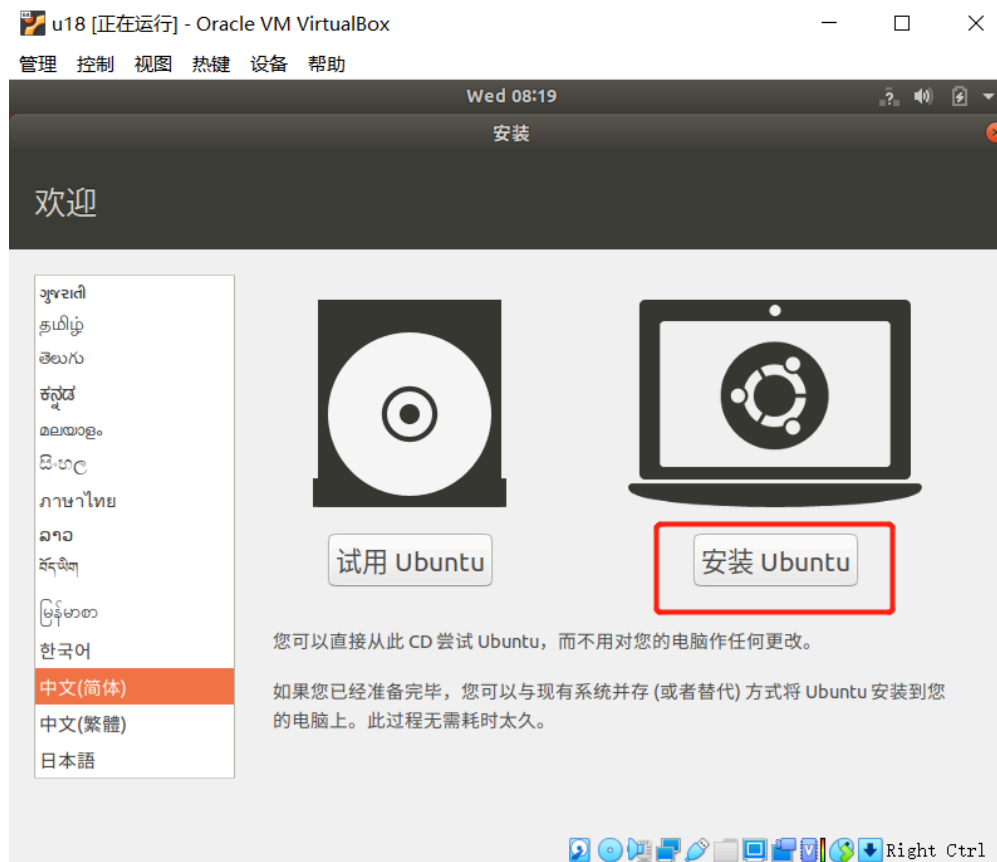 u18 [正在运行] - Oracle VM VirtualBox
管理 控制 视图 热键 设备 帮助
Wed 08:19
安装
欢迎
ગુજરાતી
தமிழ்
తెలుగు
ಕನ್ನಡ
മലയാളം
සිංහල
ภาษาไทย
ລາວ
བོད་ཡིག
မြန်မာစာ
한국어
中文(简体)
中文(繁體)
日本語
试用 Ubuntu
安装 Ubuntu
您可以直接从此 CD 尝试 Ubuntu，而不用对您的电脑作任何更改。
如果您已经准备完毕，您可以与现有系统并存 (或者替代) 方式将 Ubuntu 安装到您
的电脑上。此过程无需耗时太久。
Right Ctrl